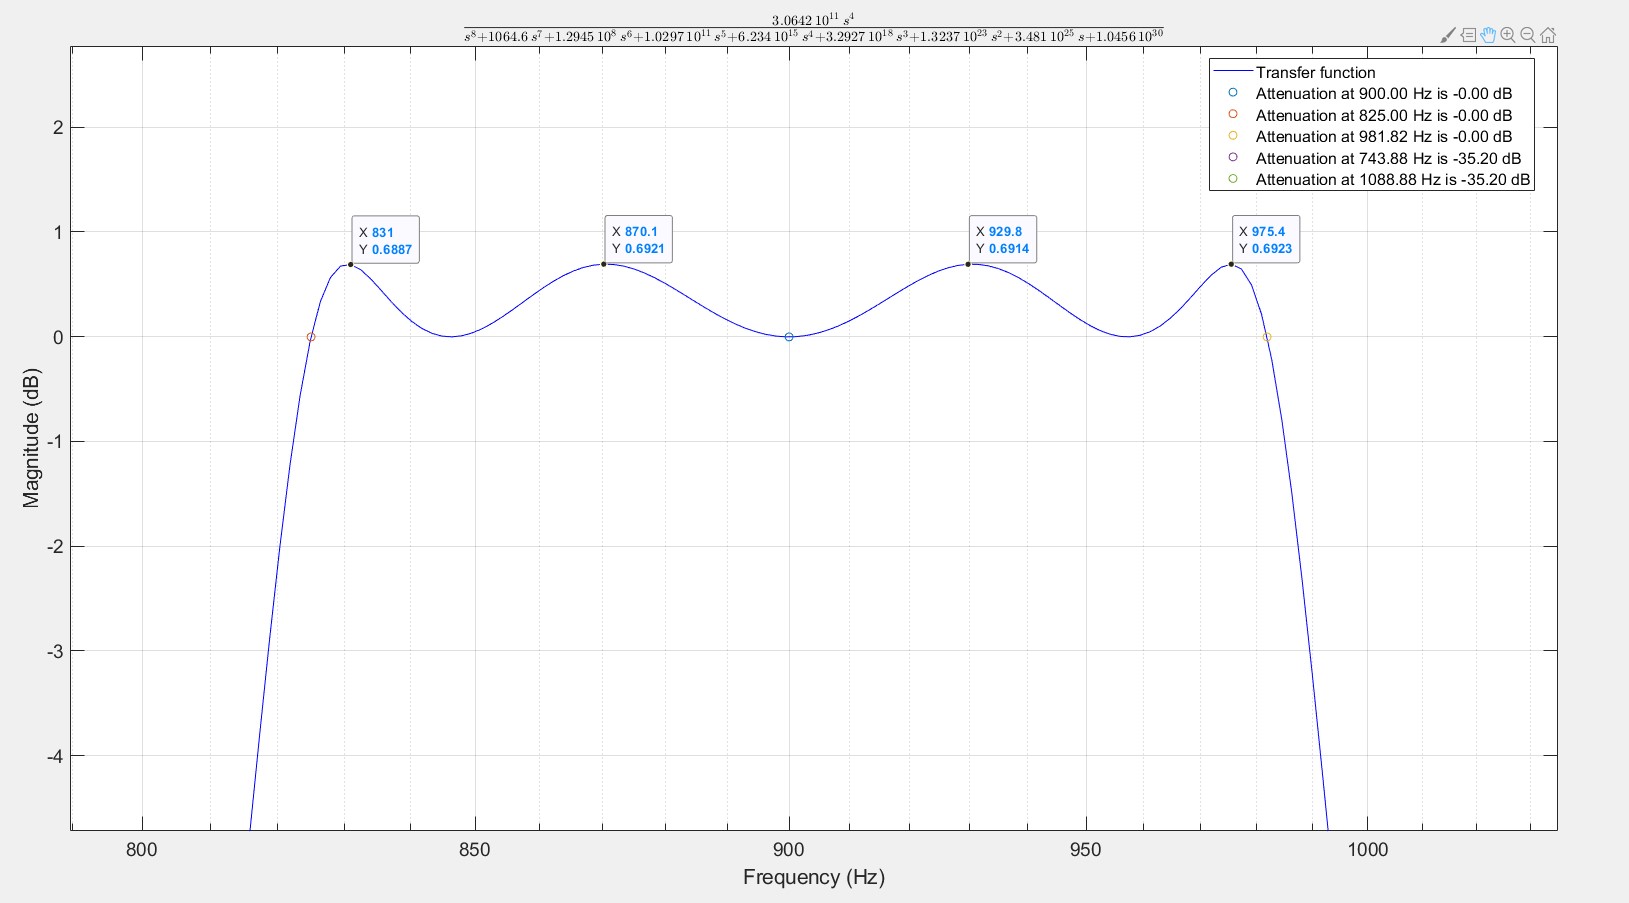 3.0642 10^11 s^4
s^8+1064.6 s^7+1.2945 10^8 s^6+1.0297 10^11 s^5+6.234 10^15 s^4+3.2927 10^18 s^3+1.3237 10^23 s^2+3.481 10^25 s+1.0456 10^30
Transfer function
Attenuation at 900.00 Hz is -0.00 dB
Attenuation at 825.00 Hz is -0.00 dB
Attenuation at 981.82 Hz is -0.00 dB
Attenuation at 743.88 Hz is -35.20 dB
Attenuation at 1088.88 Hz is -35.20 dB
X 831
Y 0.6887
X 870.1
Y 0.6921
X 929.8
Y 0.6914
X 975.4
Y 0.6923
2
1
0
-1
-2
-3
-4
Magnitude (dB)
800
850
900
950
1000
Frequency (Hz)